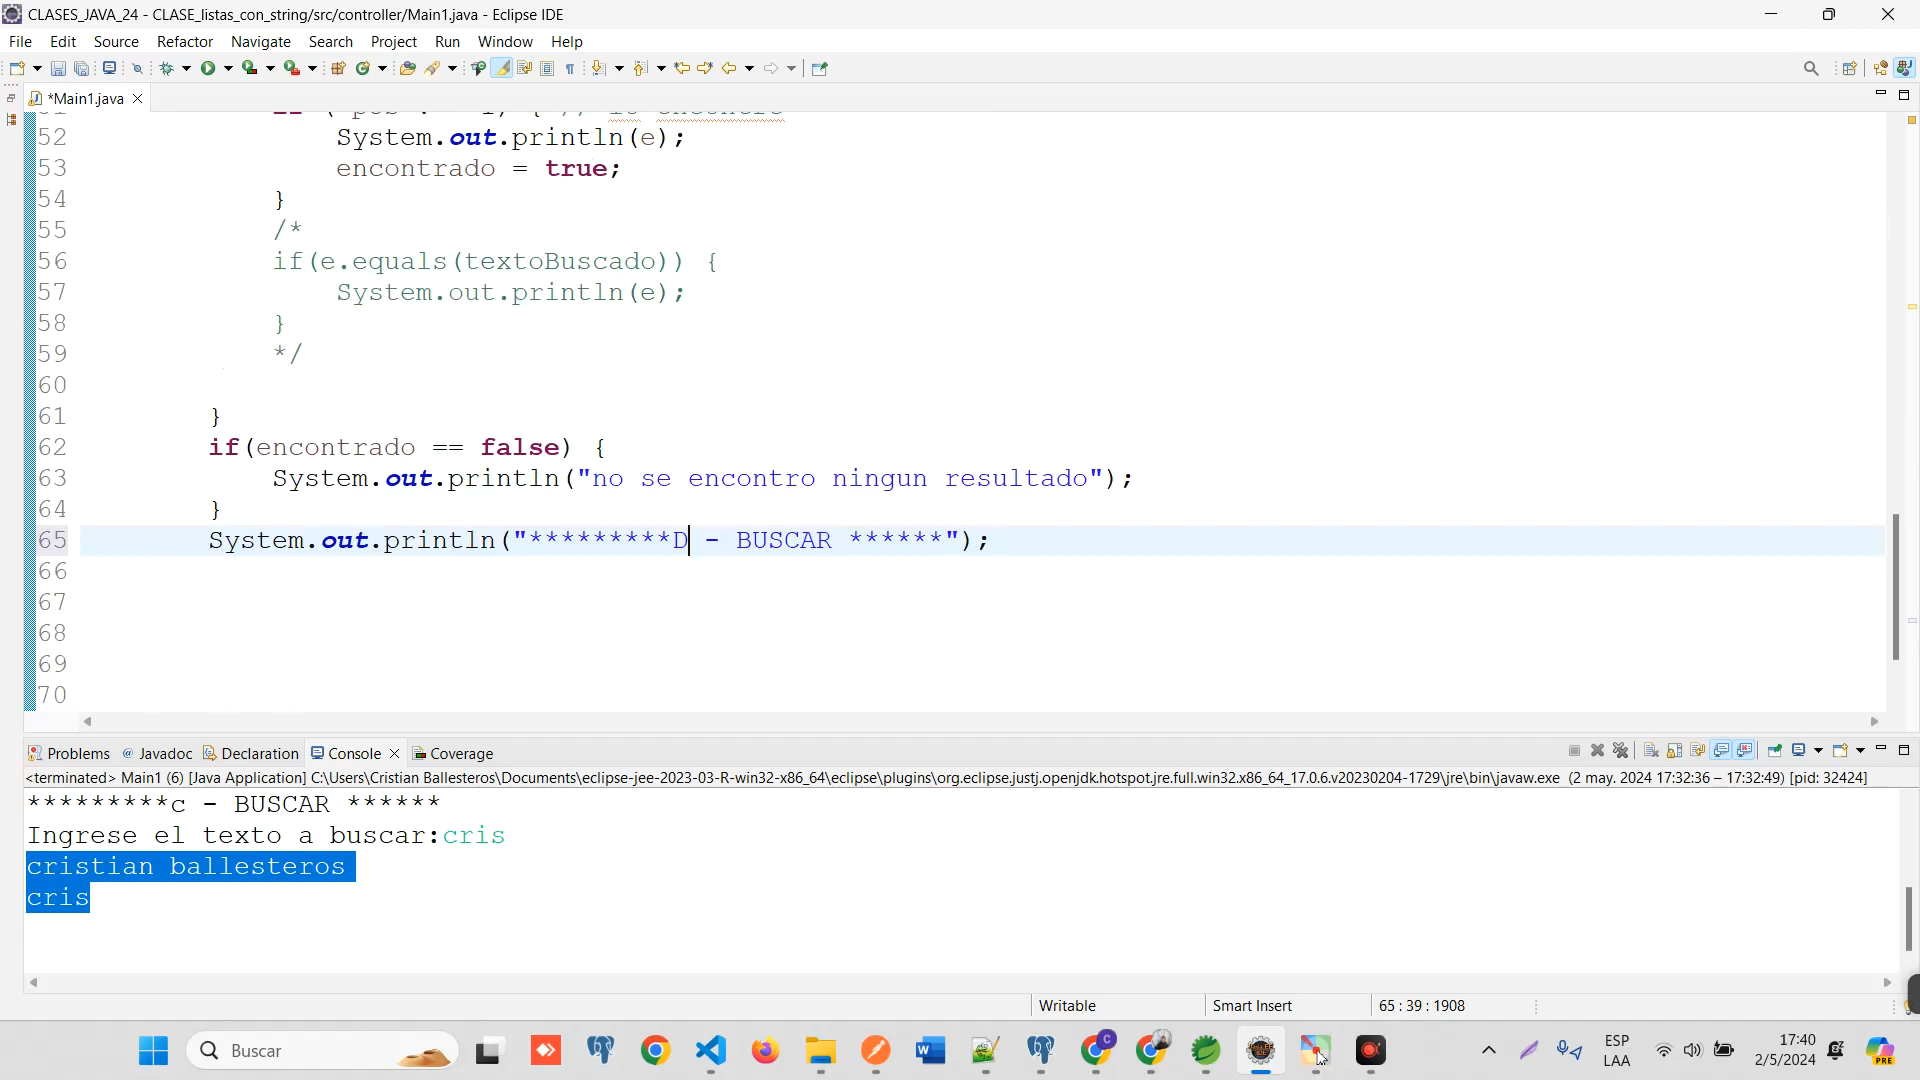 CLASES_JAVA_24 - CLASE_listas_con_string/src/controller/Main1.java - Eclipse IDE
File Edit Source Refactor Navigate Search Project Run Window Help
*Main1.java
52 System.out.println(e);
53 encontrado = true;
54 }
55 /*
56 if(e.equals(textoBuscado)) {
57 System.out.println(e);
58 }
59 */
60
61 }
62 if(encontrado == false) {
63 System.out.println("no se encontro ningun resultado");
64 }
65 System.out.println("*********D - BUSCAR ******");
66
67
68
69
70
Problems @ Javadoc Declaration Console Coverage
<terminated> Main1 (6) [Java Application] C:\Users\Cristian Ballesteros\Documents\eclipse-jee-2023-03-R-win32-x86_64\eclipse\plugins\org.eclipse.justj.openjdk.hotspot.jre.full.win32.x86_64_17.0.6.v20230204-1729\jre\bin\javaw.exe (2 may. 2024 17:32:36 – 17:32:49) [pid: 32424]
*********c - BUSCAR ******
Ingrese el texto a buscar:cris
cristian ballesteros
cris
Writable Smart Insert 65 : 39 : 1908
Buscar
ESP
LAA
17:40
2/5/2024
PRE